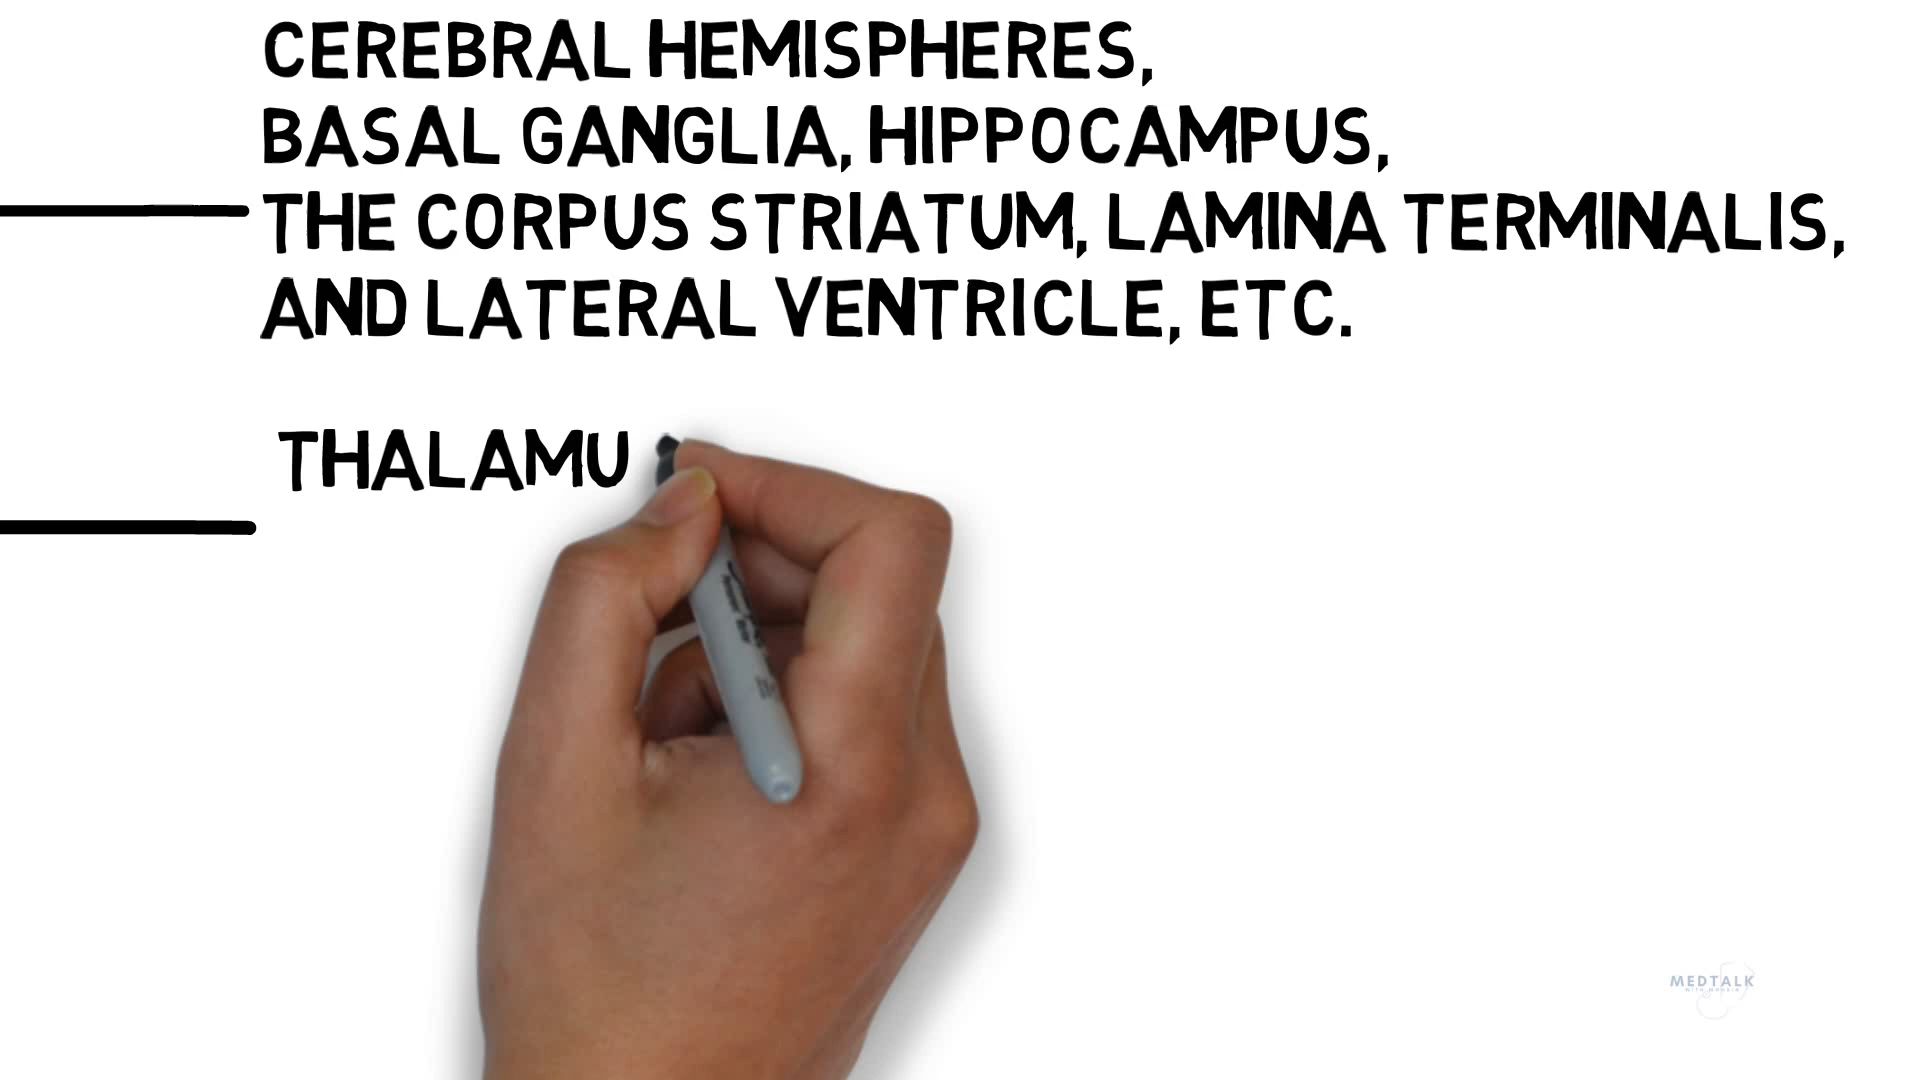 CEREBRAL HEMISPHERES,
BASAL GANGLIA, HIPPOCAMPUS,
THE CORPUS STRIATUM, LAMINA TERMINALIS,
AND LATERAL VENTRICLE, ETC.
THALAMU
MEDTALK